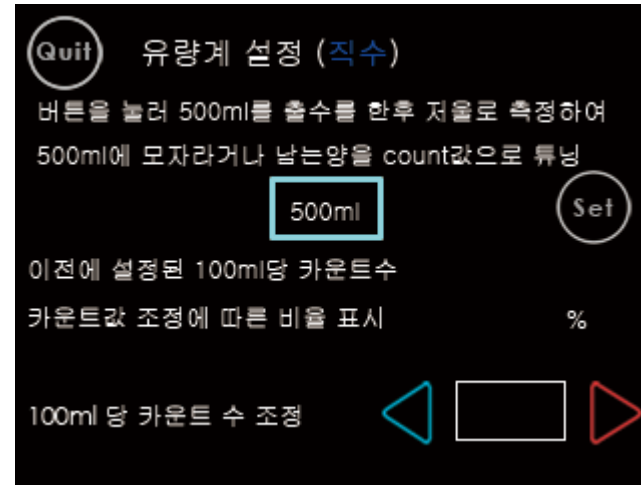 Quit 유량계 설정 (직수)
버튼을 눌러 500ml를 출수를 한후 저울로 측정하여
500ml에 모자라거나 남는양을 count값으로 튜닝
500ml Set
이전에 설정된 100ml당 카운트수
카운트값 조정에 따른 비율 표시 %
100ml 당 카운트 수 조정